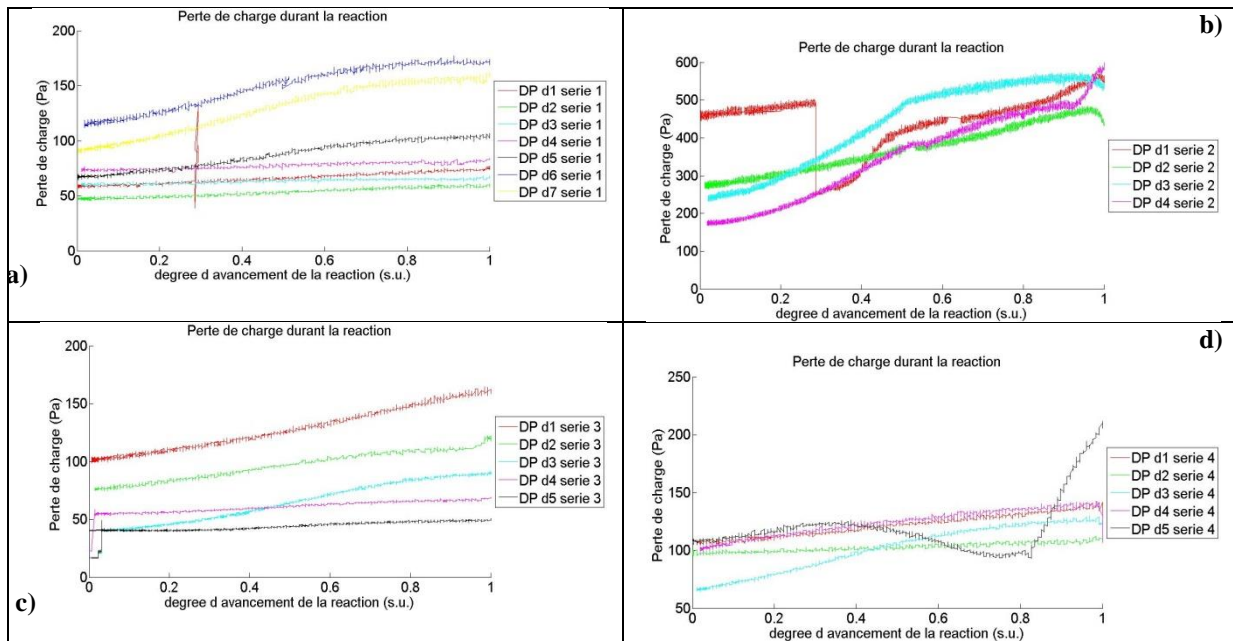 Perte de charge durant la reaction
200
150
100
50
0
Perte de charge (Pa)
0 0.2 0.4 0.6 0.8 1
degree d avancement de la reaction (s.u.)
DP d1 serie 1
DP d2 serie 1
DP d3 serie 1
DP d4 serie 1
DP d5 serie 1
DP d6 serie 1
DP d7 serie 1
a)
b)
Perte de charge durant la reaction
600
500
400
300
200
100
0
Perte de charge (Pa)
0 0.2 0.4 0.6 0.8 1
degree d avancement de la reaction (s.u.)
DP d1 serie 2
DP d2 serie 2
DP d3 serie 2
DP d4 serie 2
Perte de charge durant la reaction
200
150
100
50
0
Perte de charge (Pa)
0 0.2 0.4 0.6 0.8 1
degree d avancement de la reaction (s.u.)
DP d1 serie 3
DP d2 serie 3
DP d3 serie 3
DP d4 serie 3
DP d5 serie 3
c)
d)
Perte de charge durant la reaction
250
200
150
100
50
Perte de charge (Pa)
0 0.2 0.4 0.6 0.8 1
degree d avancement de la reaction (s.u.)
DP d1 serie 4
DP d2 serie 4
DP d3 serie 4
DP d4 serie 4
DP d5 serie 4